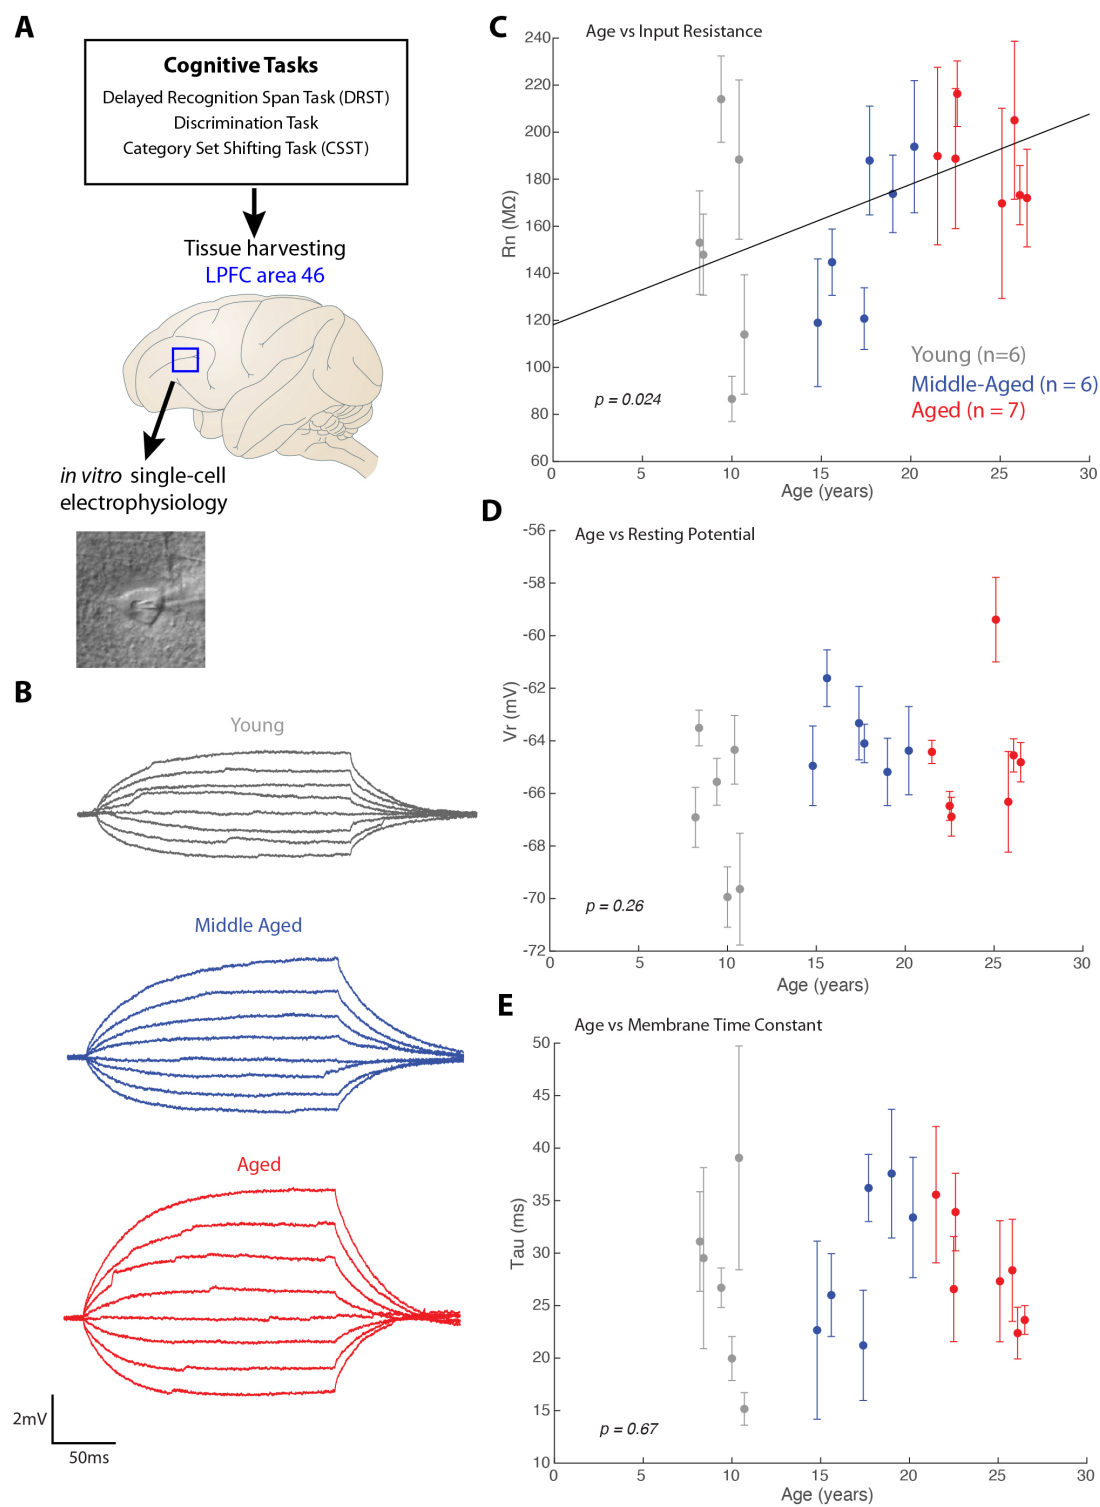 A
Cognitive Tasks
Delayed Recognition Span Task (DRST)
Discrimination Task
Category Set Shifting Task (CSST)
Tissue harvesting
LPFC area 46
in vitro single-cell
electrophysiology
B
Young
Middle Aged
Aged
2mV
50ms
C
Age vs Input Resistance
240
220
200
180
160
140
120
100
80
60
Rn (MΩ)
Young (n=6)
Middle-Aged (n = 6)
Aged (n = 7)
p = 0.024
0 5 10 15 20 25 30
Age (years)
D
Age vs Resting Potential
-56
-58
-60
-62
-64
-66
-68
-70
-72
Vr (mV)
p = 0.26
0 5 10 15 20 25 30
Age (years)
E
Age vs Membrane Time Constant
50
45
40
35
30
25
20
15
10
Tau (ms)
p = 0.67
0 5 10 15 20 25 30
Age (years)